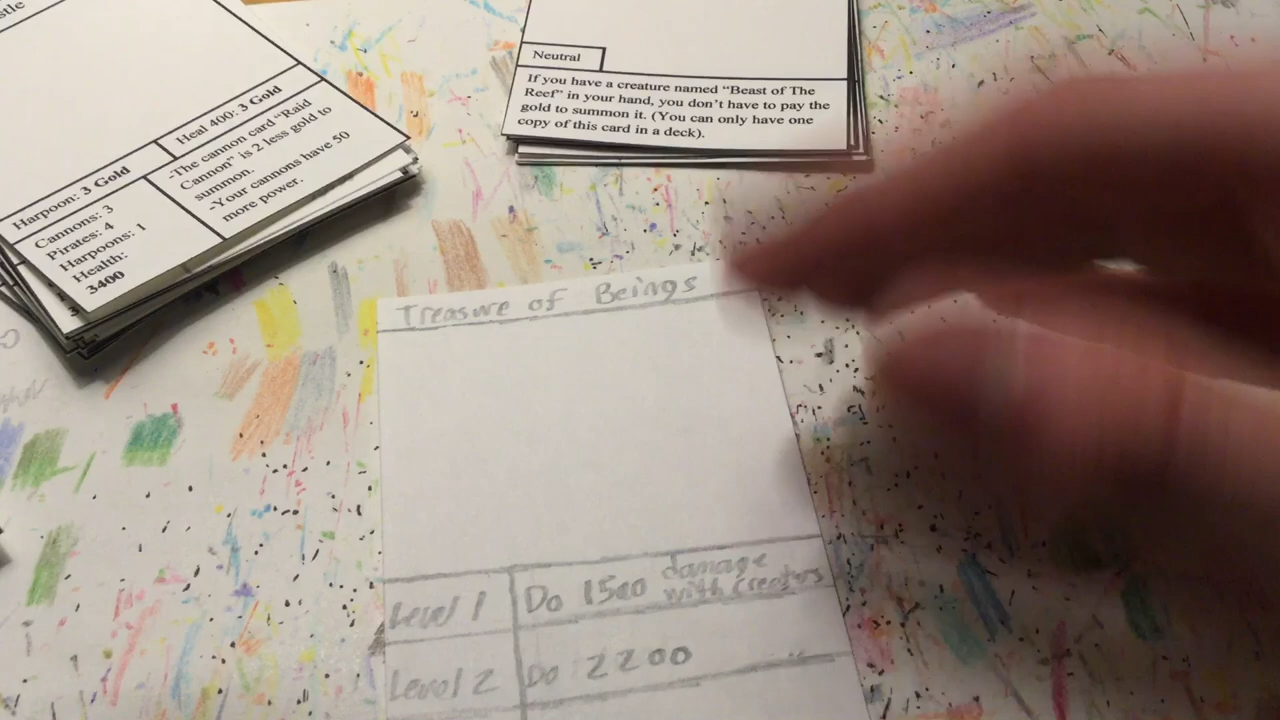 stle
Harpoon: 3 Gold
Heal 400: 3 Gold
Cannons: 3
Pirates: 4
Harpoons: 1
Health:
3400
-The cannon card “Raid
Cannon” is 2 less gold to
summon.
-Your cannons have 50
more power.
Neutral
If you have a creature named “Beast of The
Reef” in your hand, you don’t have to pay the
gold to summon it. (You can only have one
copy of this card in a deck).
Treasure of Beings
Level 1
Do 1500 damage
with
Level 2
Do 2200